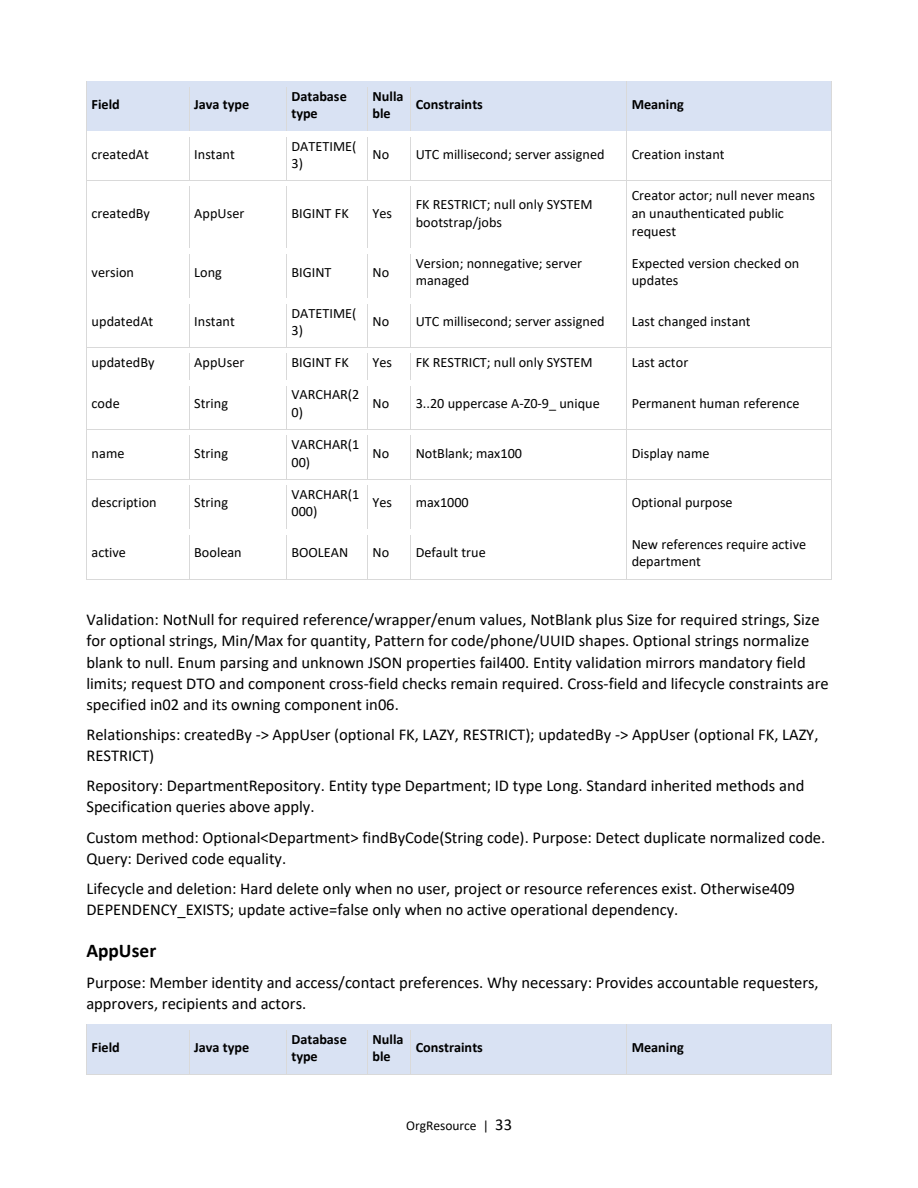 Field Java type Database type Nulla ble Constraints Meaning
createdAt Instant DATETIME( 3) No UTC millisecond; server assigned Creation instant
createdBy AppUser BIGINT FK Yes FK RESTRICT; null only SYSTEM bootstrap/jobs Creator actor; null never means an unauthenticated public request
version Long BIGINT No Version; nonnegative; server managed Expected version checked on updates
updatedAt Instant DATETIME( 3) No UTC millisecond; server assigned Last changed instant
updatedBy AppUser BIGINT FK Yes FK RESTRICT; null only SYSTEM Last actor
code String VARCHAR(2 0) No 3..20 uppercase A-Z0-9_ unique Permanent human reference
name String VARCHAR(1 00) No NotBlank; max100 Display name
description String VARCHAR(1 000) Yes max1000 Optional purpose
active Boolean BOOLEAN No Default true New references require active department
Validation: NotNull for required reference/wrapper/enum values, NotBlank plus Size for required strings, Size
for optional strings, Min/Max for quantity, Pattern for code/phone/UUID shapes. Optional strings normalize
blank to null. Enum parsing and unknown JSON properties fail400. Entity validation mirrors mandatory field
limits; request DTO and component cross-field checks remain required. Cross-field and lifecycle constraints are
specified in02 and its owning component in06.
Relationships: createdBy -> AppUser (optional FK, LAZY, RESTRICT); updatedBy -> AppUser (optional FK, LAZY,
RESTRICT)
Repository: DepartmentRepository. Entity type Department; ID type Long. Standard inherited methods and
Specification queries above apply.
Custom method: Optional<Department> findByCode(String code). Purpose: Detect duplicate normalized code.
Query: Derived code equality.
Lifecycle and deletion: Hard delete only when no user, project or resource references exist. Otherwise409
DEPENDENCY_EXISTS; update active=false only when no active operational dependency.
AppUser
Purpose: Member identity and access/contact preferences. Why necessary: Provides accountable requesters,
approvers, recipients and actors.
Field Java type Database type Nulla ble Constraints Meaning
OrgResource | 33